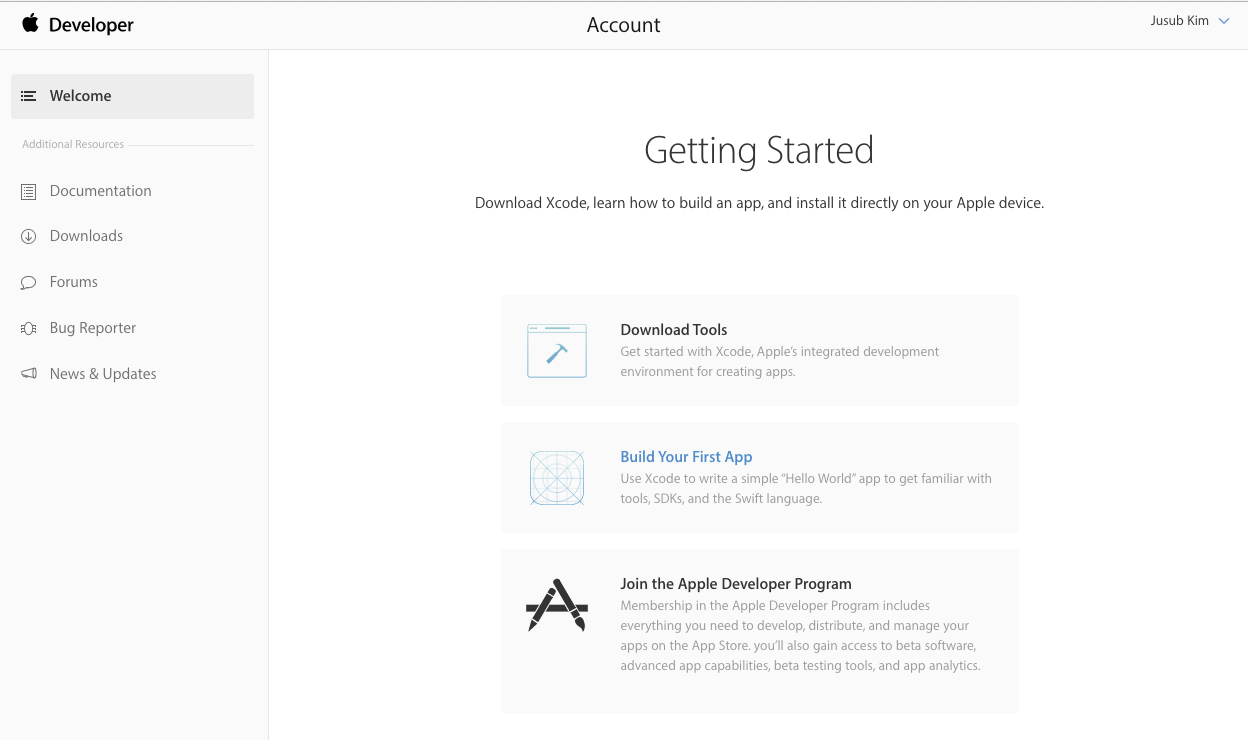 Developer
Account
Jusub Kim
Welcome
Additional Resources
Documentation
Downloads
Forums
Bug Reporter
News & Updates
Getting Started
Download Xcode, learn how to build an app, and install it directly on your Apple device.
Download Tools
Get started with Xcode, Apple's integrated development
environment for creating apps.
Build Your First App
Use Xcode to write a simple “Hello World” app to get familiar with
tools, SDKs, and the Swift language.
Join the Apple Developer Program
Membership in the Apple Developer Program includes
everything you need to develop, distribute, and manage your
apps on the App Store. you’ll also gain access to beta software,
advanced app capabilities, beta testing tools, and app analytics.